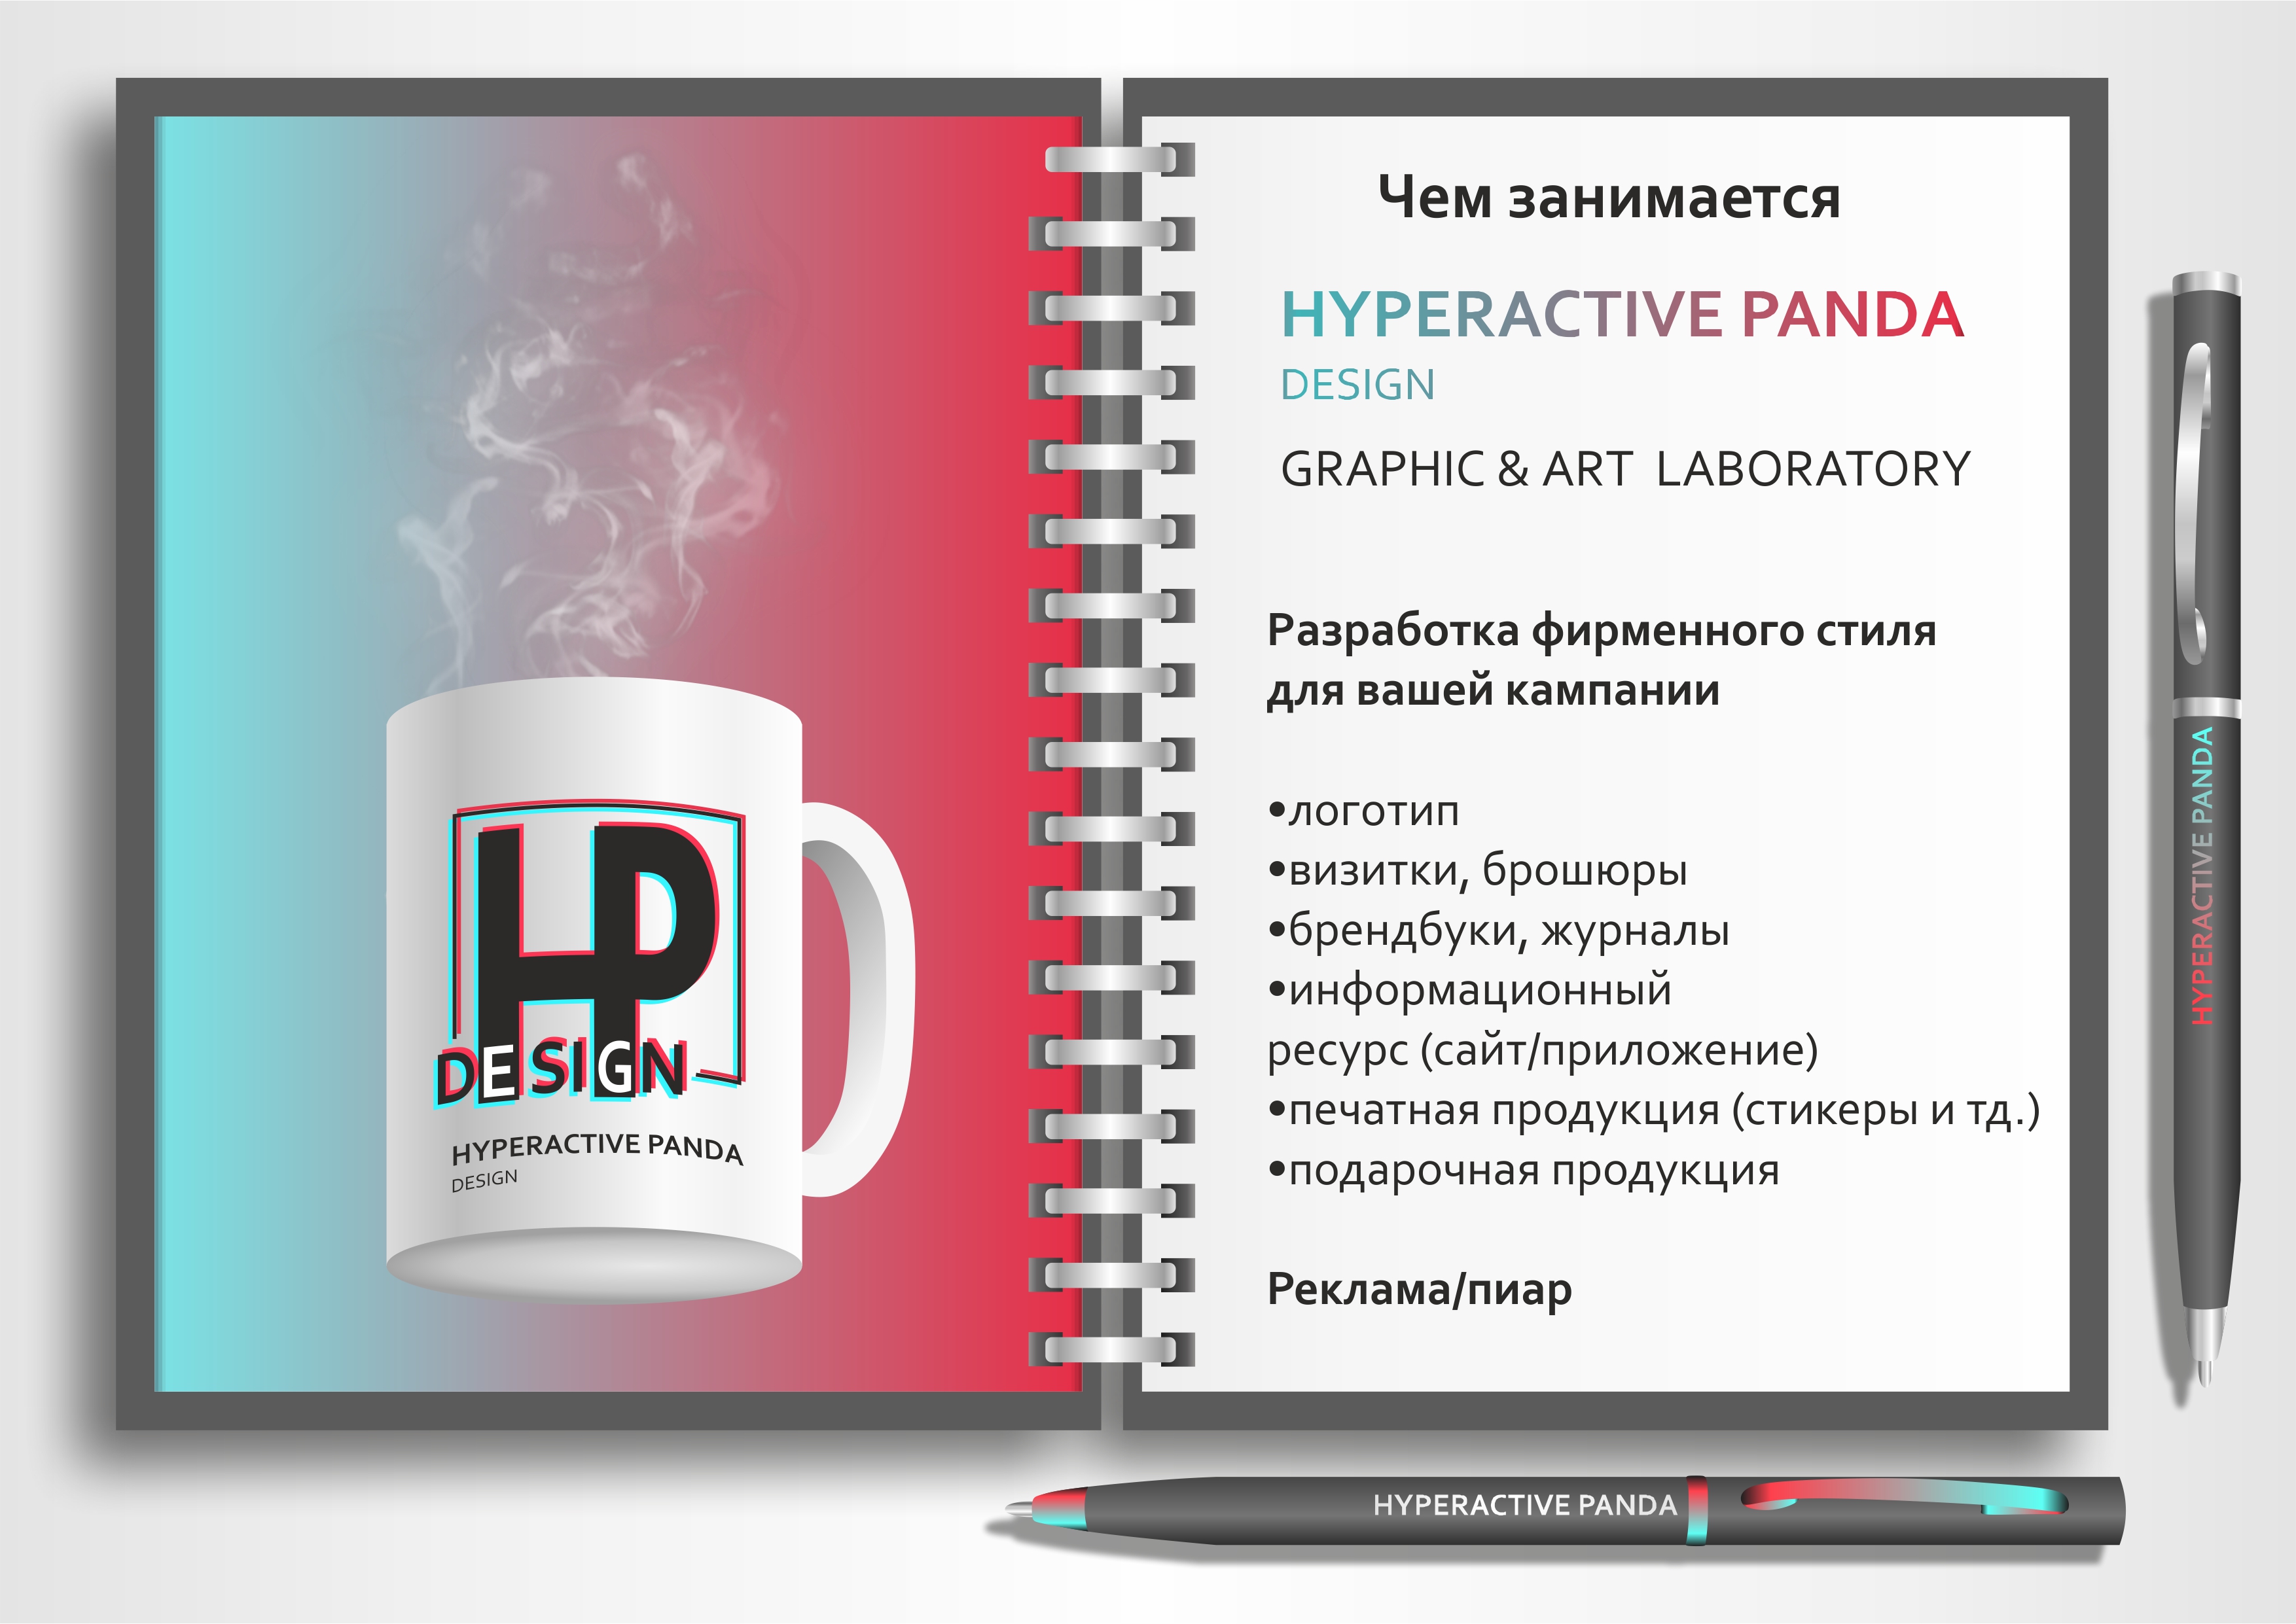 HP
DESIGN
HYPERACTIVE PANDA
DESIGN
Чем занимается
HYPERACTIVE PANDA
DESIGN
GRAPHIC & ART LABORATORY
Разработка фирменного стиля
для вашей кампании
•логотип
•визитки, брошюры
•брендбуки, журналы
•информационный
ресурс (сайт/приложение)
•печатная продукция (стикеры и тд.)
•подарочная продукция
Реклама/пиар
HYPERACTIVE PANDA
HYPERACTIVE PANDA